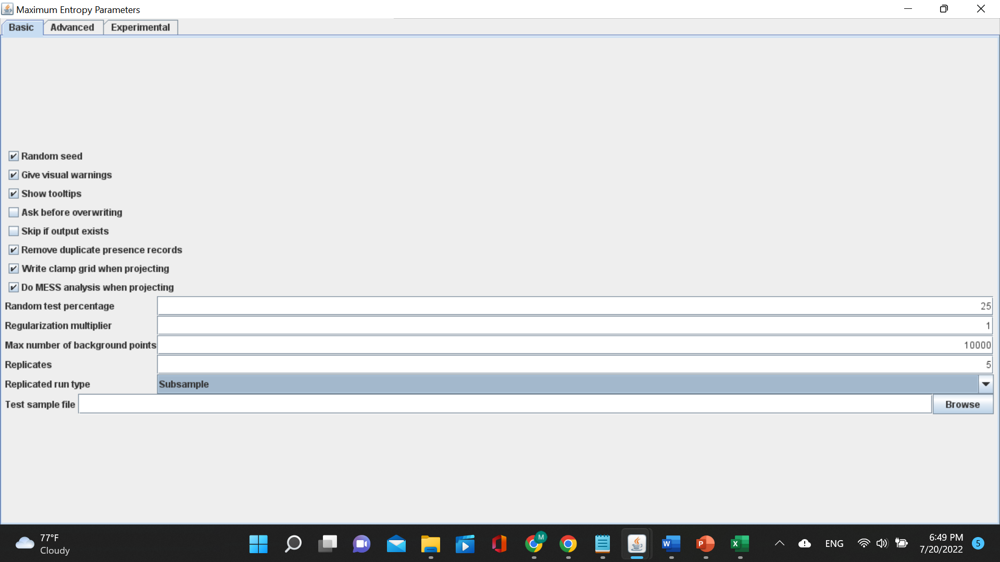 Maximum Entropy Parameters
Basic Advanced Experimental
Random seed
Give visual warnings
Show tooltips
Ask before overwriting
Skip if output exists
Remove duplicate presence records
Write clamp grid when projecting
Do MESS analysis when projecting
Random test percentage 25
Regularization multiplier 1
Max number of background points 10000
Replicates 5
Replicated run type Subsample
Test sample file Browse
77°F
Cloudy
M
W
P
X
ENG
6:49 PM
7/20/2022
5